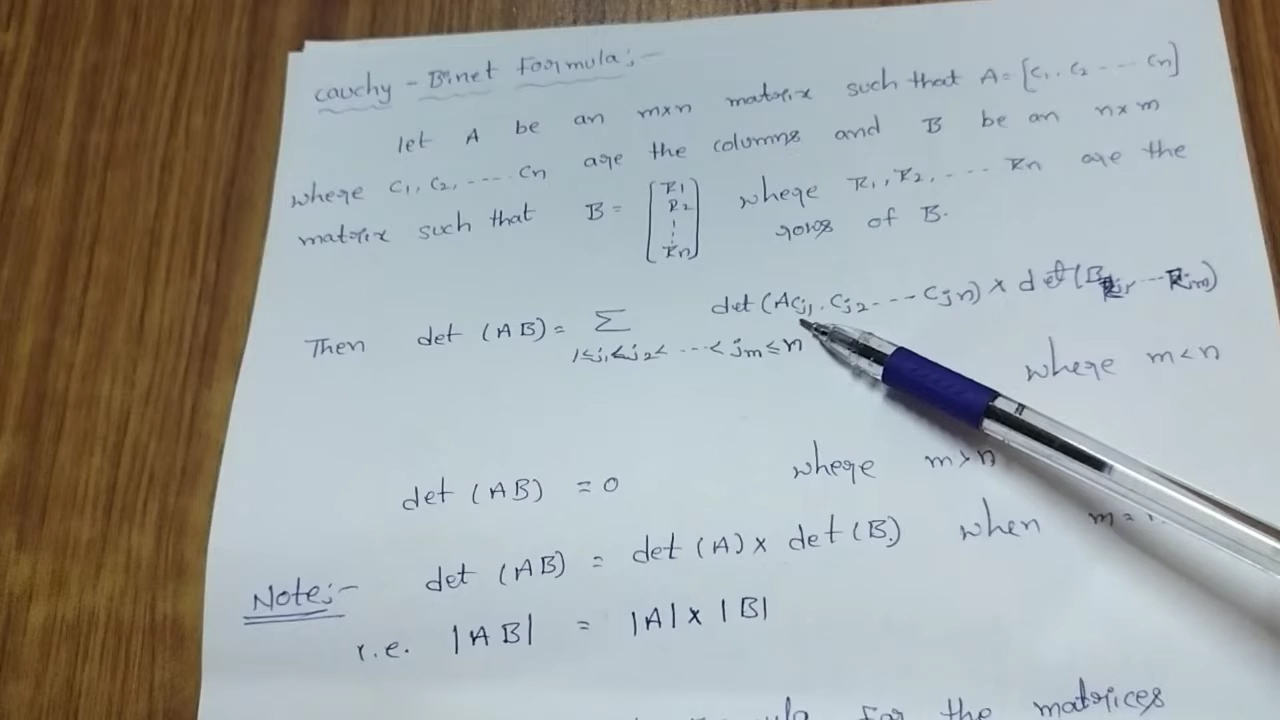 Cauchy - Binet Formula :-
let A be an m×n matrix such that A = [C1, C2 --- Cn]
where C1, C2, ---- Cn are the columns and B be an n×m
matrix such that B = [R1 R2 ⋮ Rn] where R1, R2, ---- Rn are the
rows of B.
Then det (AB) = Σ det (ACj1, Cj2 --- Cjn) × det (B --- Rjm)
1≤j1<j2< --- <jm≤n
where m<n
det (AB) = 0 where m>n
det (AB) = det (A) × det (B) when m =
Note:-
i.e. |AB| = |A| × |B|
for the matrices